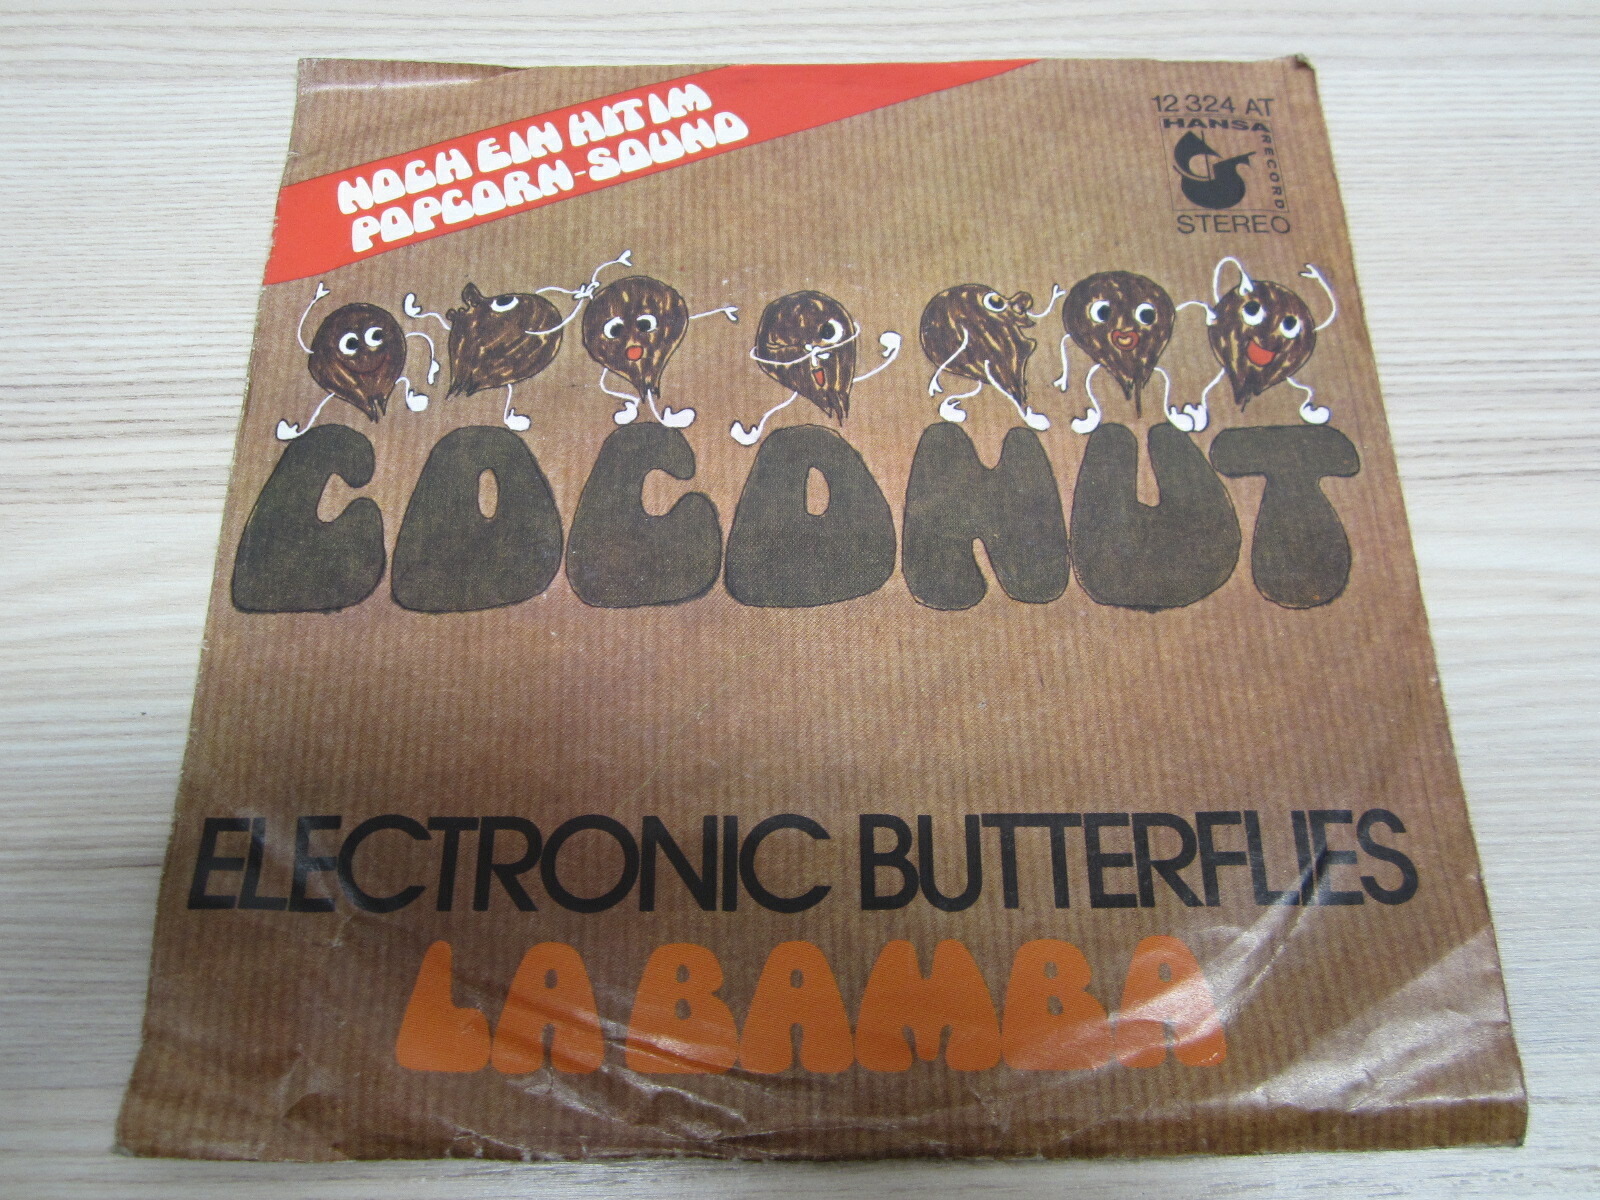 NOCH EIN HIT IM
POPCORN-SOUND
12 324 AT
HANSA
RECORD
STEREO
COCONUT
ELECTRONIC BUTTERFLIES
LA BAMBA